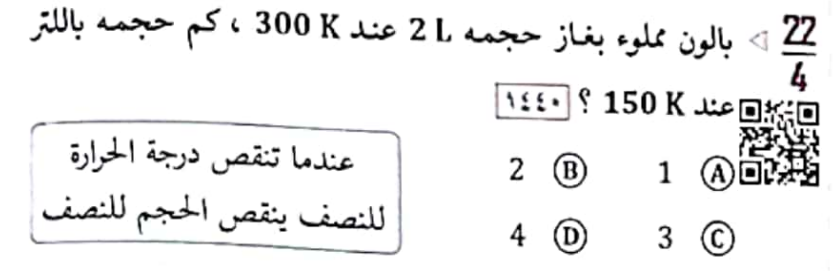 22/4 ◁ بالون مملوء بغاز حجمه 2 L عند 300 K ، كم حجمه باللتر
عند 150 K ؟ ١٤٤٠
A 1 B 2
C 3 D 4
عندما تنقص درجة الحرارة
للنصف ينقص الحجم للنصف